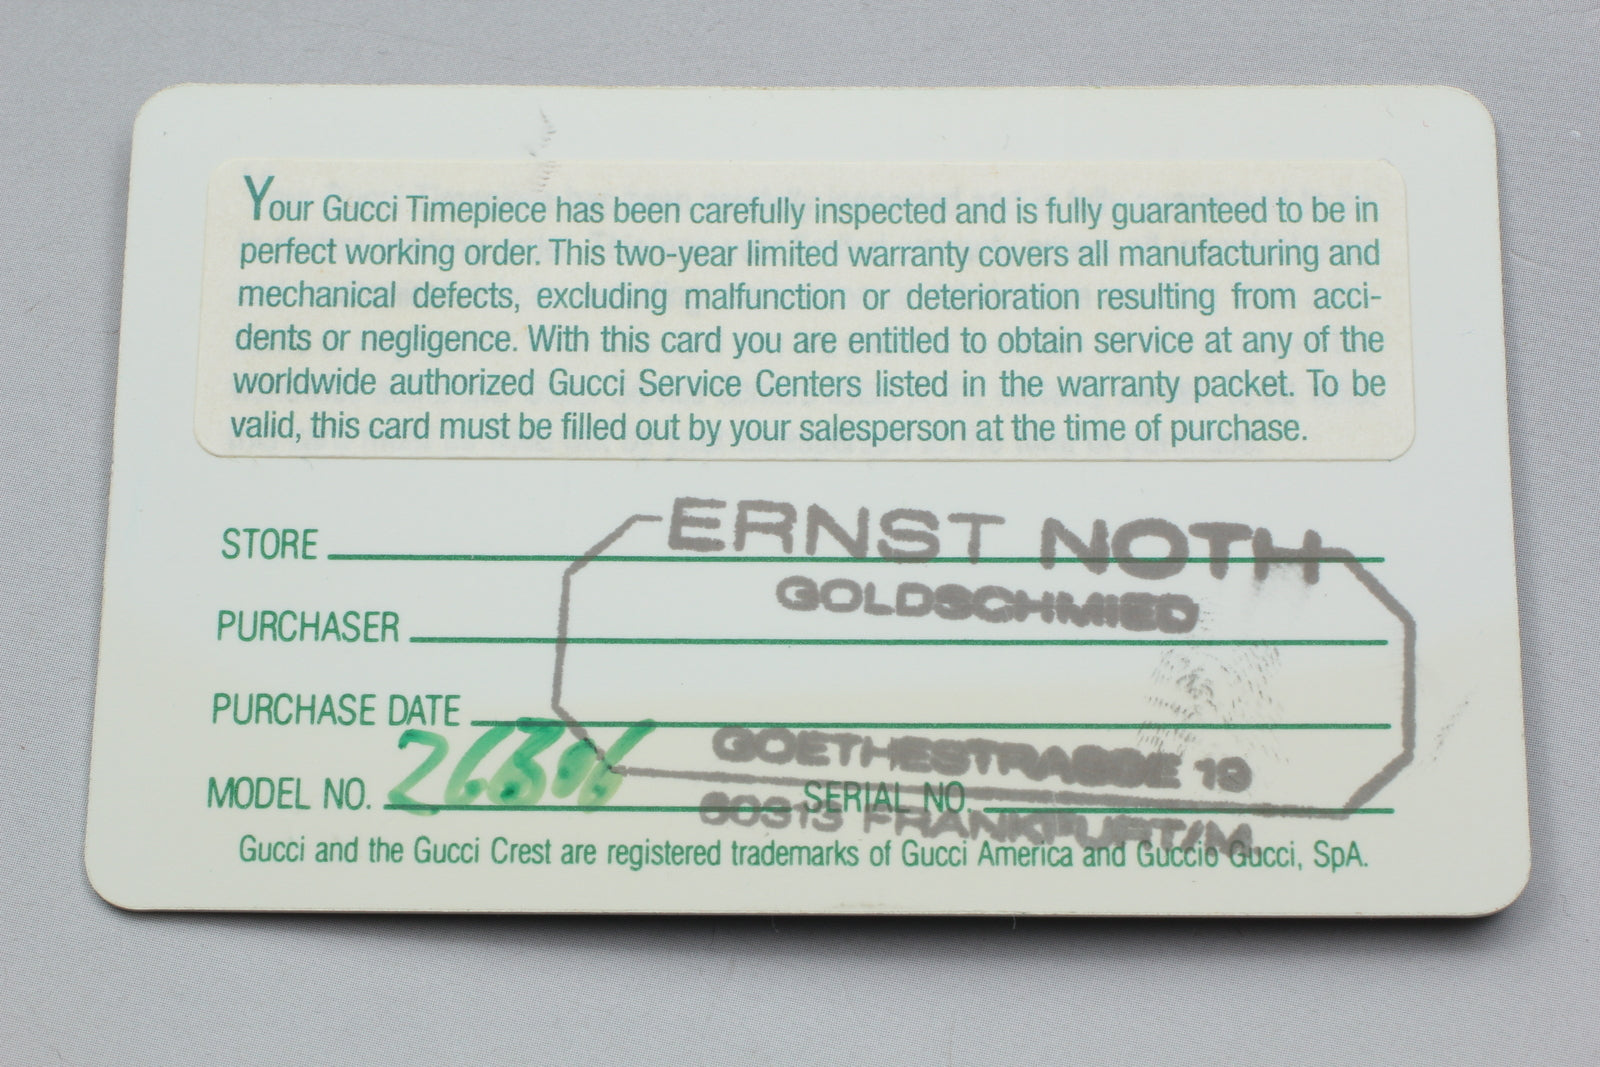 Your Gucci Timepiece has been carefully inspected and is fully guaranteed to be in
perfect working order. This two-year limited warranty covers all manufacturing and
mechanical defects, excluding malfunction or deterioration resulting from acci-
dents or negligence. With this card you are entitled to obtain service at any of the
worldwide authorized Gucci Service Centers listed in the warranty packet. To be
valid, this card must be filled out by your salesperson at the time of purchase.
STORE
ERNST NOTH
GOLDSCHMIED
PURCHASER
PURCHASE DATE
GOETHESTRASSE
MODEL NO.
SERIAL NO.
60313 FRANKFURT/M.
Gucci and the Gucci Crest are registered trademarks of Gucci America and Guccio Gucci, SpA.